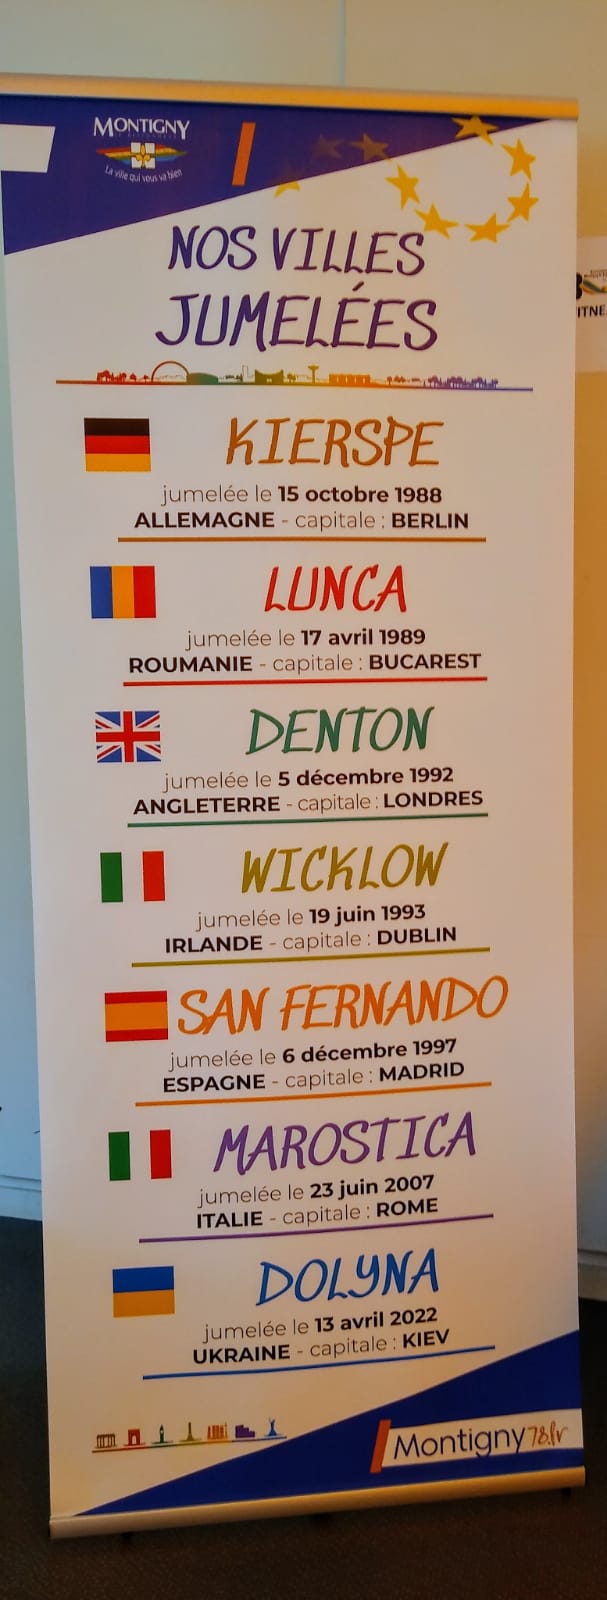 MONTIGNY
La ville qui vous va bien
NOS VILLES
JUMELÉES
KIERSPE
jumelée le 15 octobre 1988
ALLEMAGNE - capitale : BERLIN
LUNCA
jumelée le 17 avril 1989
ROUMANIE - capitale : BUCAREST
DENTON
jumelée le 5 décembre 1992
ANGLETERRE - capitale : LONDRES
WICKLOW
jumelée le 19 juin 1993
IRLANDE - capitale : DUBLIN
SAN FERNANDO
jumelée le 6 décembre 1997
ESPAGNE - capitale : MADRID
MAROSTICA
jumelée le 23 juin 2007
ITALIE - capitale : ROME
DOLYNA
jumelée le 13 avril 2022
UKRAINE - capitale : KIEV
Montigny78.fr